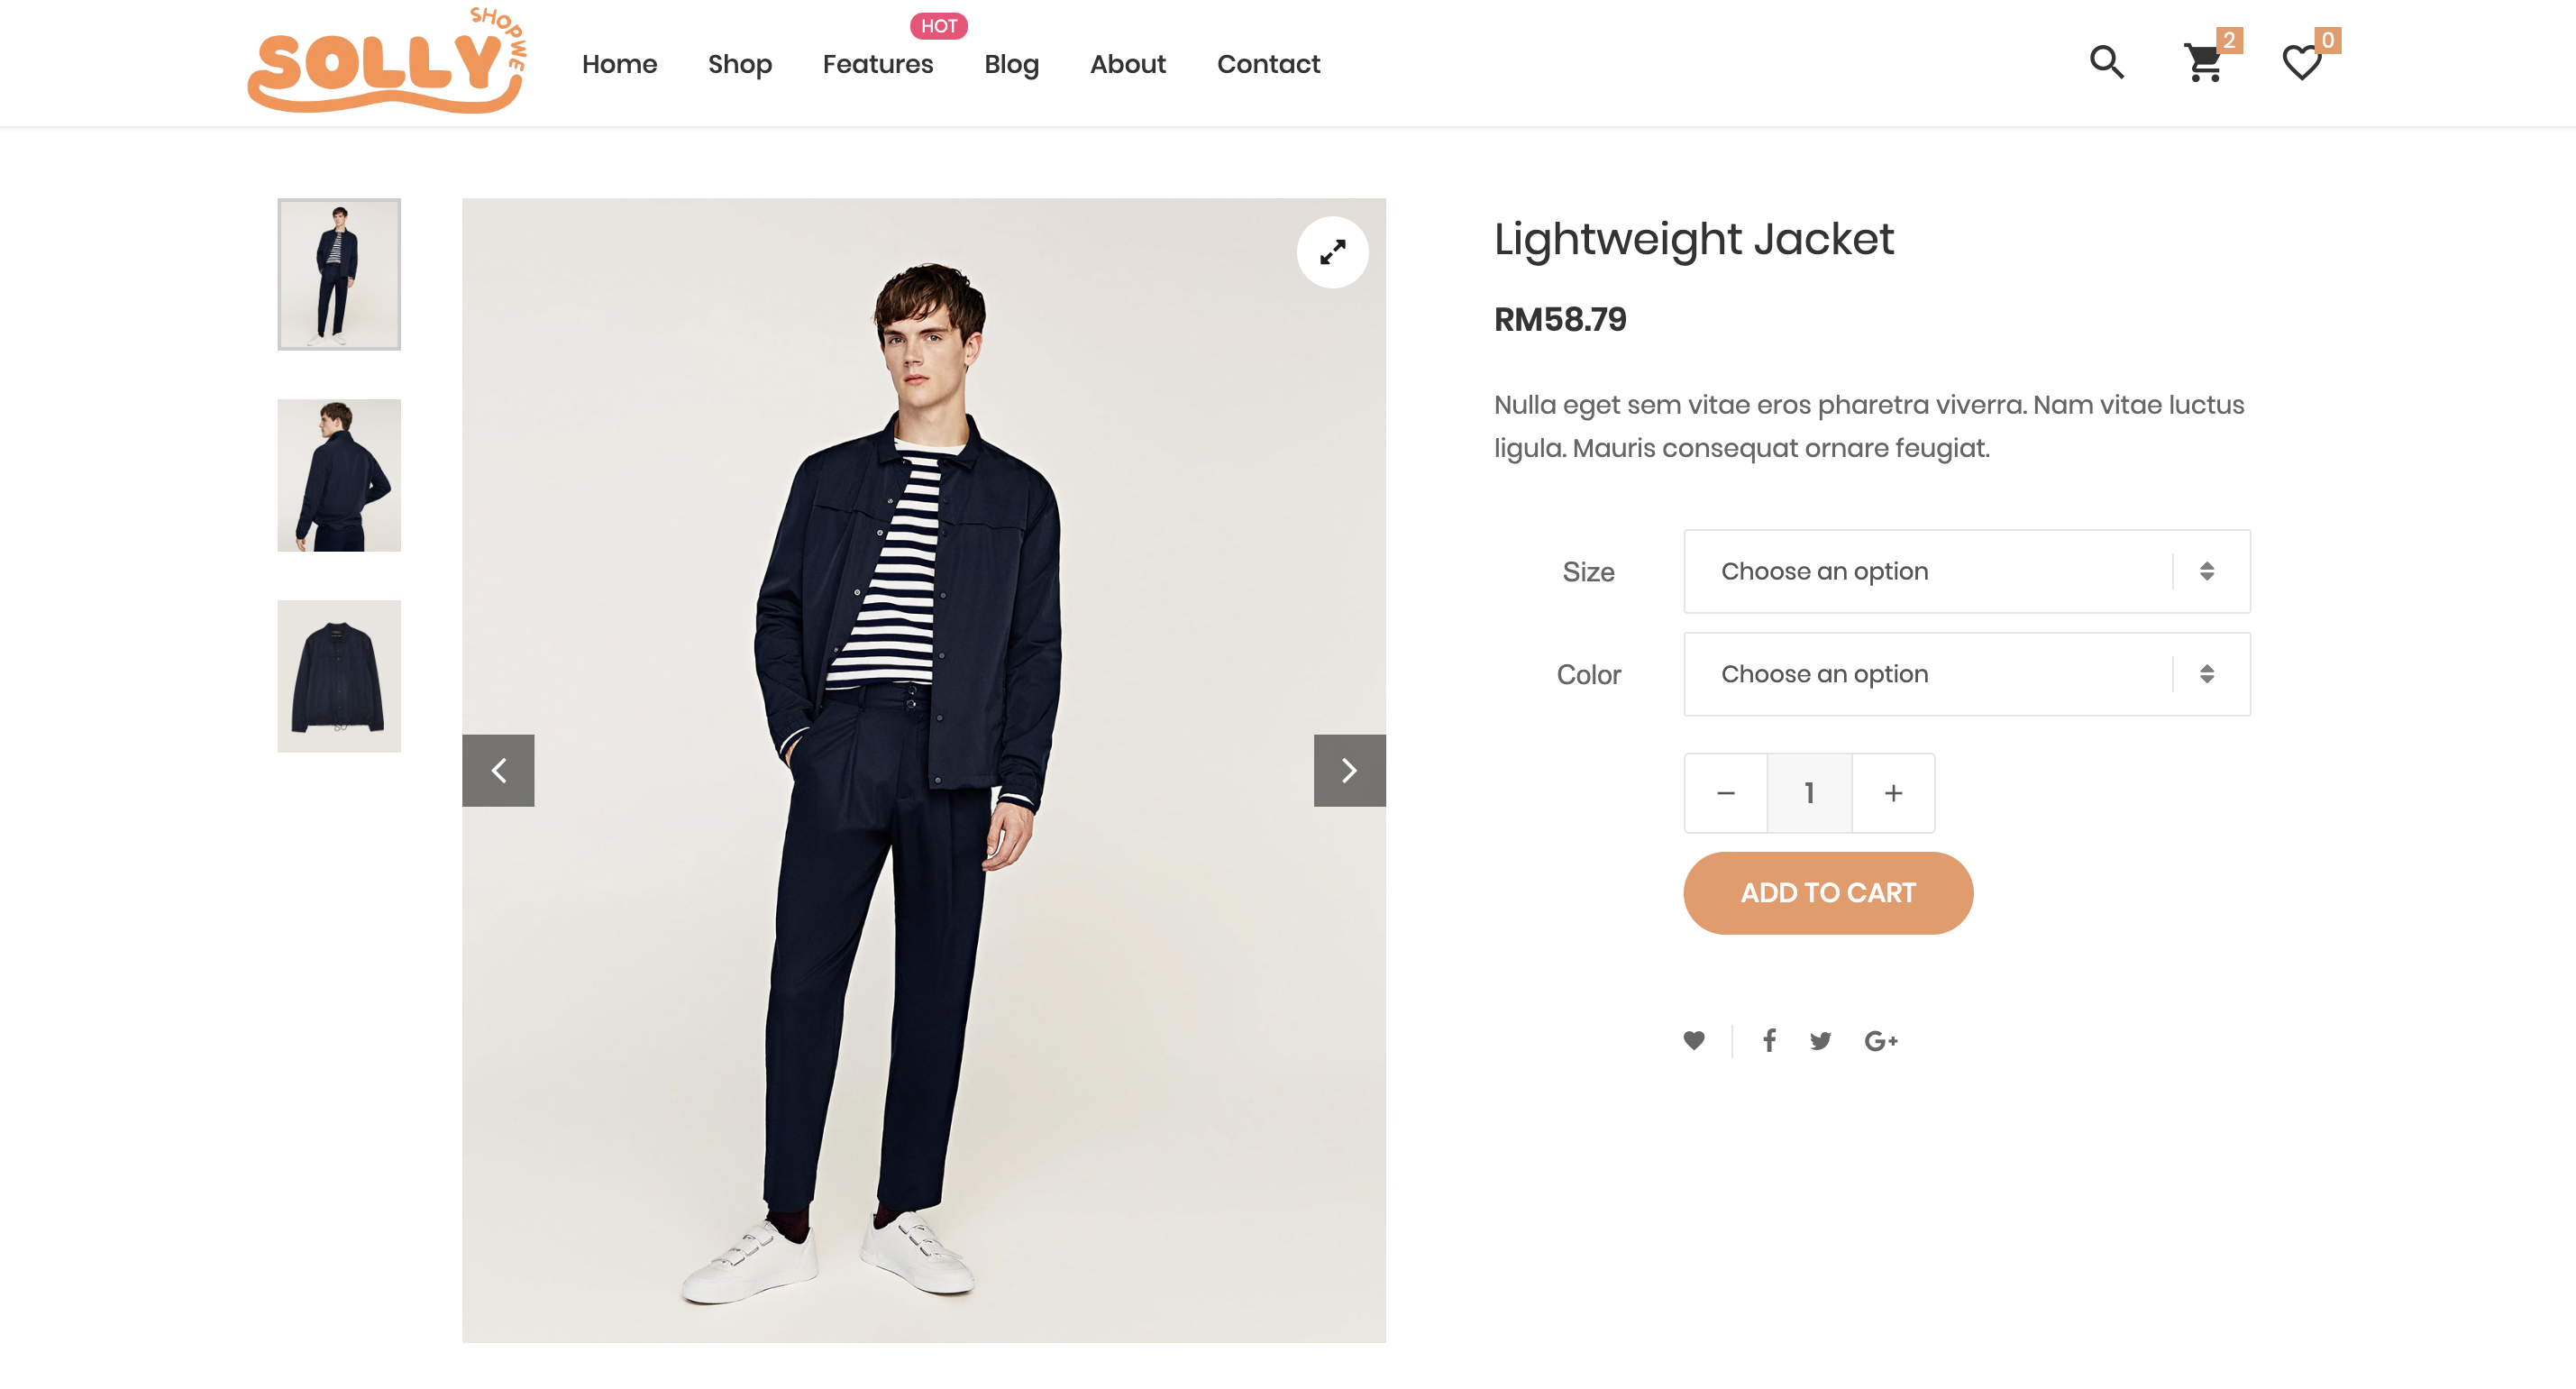 SOLLY
SHOPWE
Home
Shop
Features
HOT
Blog
About
Contact
2
0
Lightweight Jacket
RM58.79
Nulla eget sem vitae eros pharetra viverra. Nam vitae luctus
ligula. Mauris consequat ornare feugiat.
Size
Choose an option
Color
Choose an option
− 1 +
ADD TO CART
G+